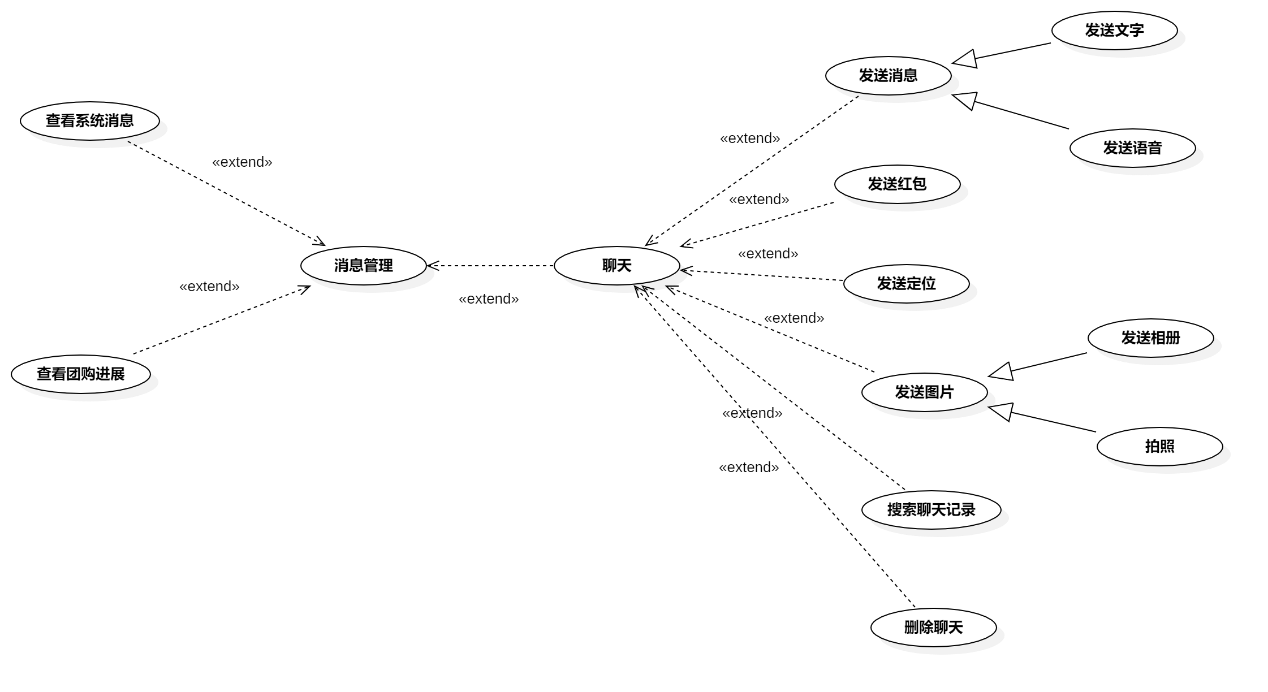 发送文字
发送消息
查看系统消息
«extend»
发送语音
«extend»
发送红包
«extend»
消息管理
聊天
«extend»
发送定位
«extend»
«extend»
«extend»
发送相册
查看团购进展
发送图片
«extend»
拍照
«extend»
搜索聊天记录
删除聊天